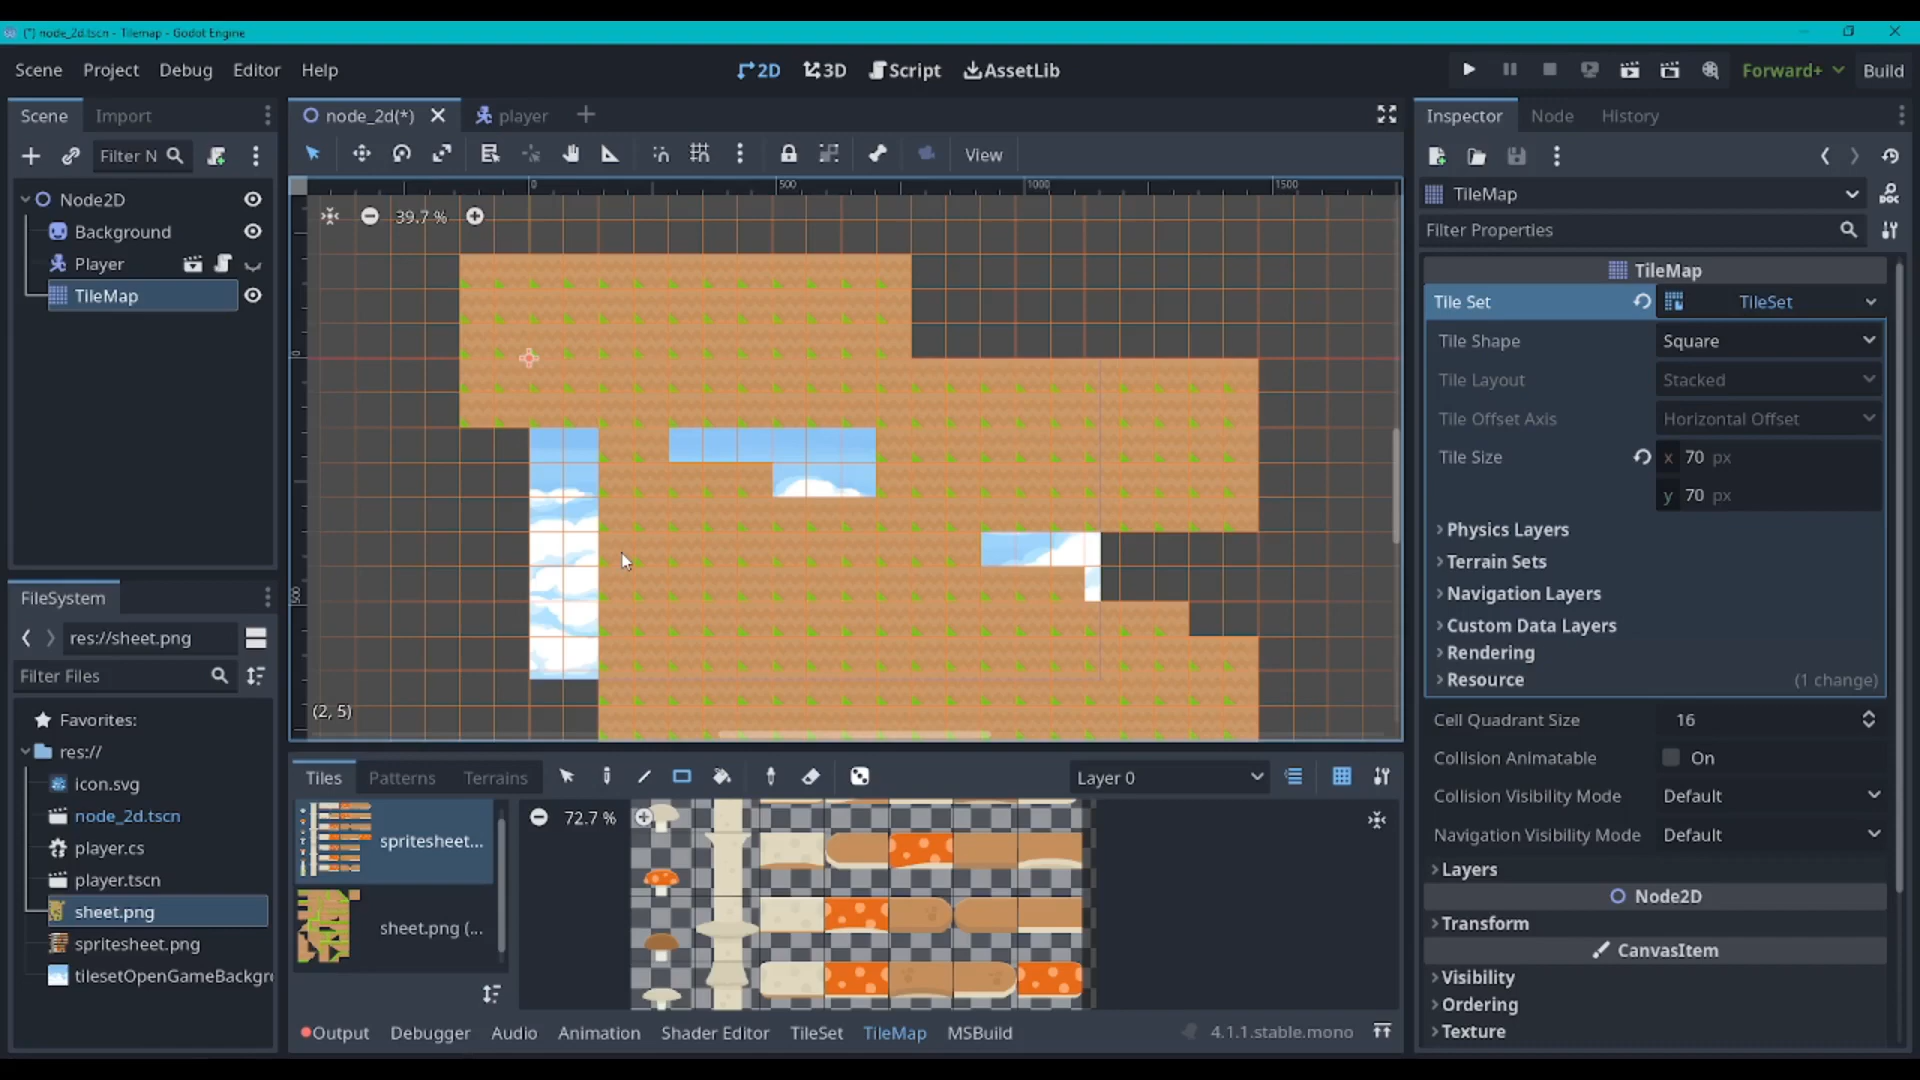 (*) node_2d.tscn - Tilemap - Godot Engine
Scene Project Debug Editor Help
2D 3D Script AssetLib
Forward+ Build
Scene Import
Filter N
Node2D
Background
Player
TileMap
FileSystem
res://sheet.png
Filter Files
Favorites:
res://
icon.svg
node_2d.tscn
player.cs
player.tscn
sheet.png
spritesheet.png
tilesetOpenGameBackgr
node_2d(*) player
View
0 500 1000 1500
39.7 %
0
500
(2, 5)
Tiles Patterns Terrains
Layer 0
spritesheet...
sheet.png (...
72.7 %
Output Debugger Audio Animation Shader Editor TileSet TileMap MSBuild
4.1.1.stable.mono
Inspector Node History
TileMap
Filter Properties
TileMap
Tile Set TileSet
Tile Shape Square
Tile Layout Stacked
Tile Offset Axis Horizontal Offset
Tile Size x 70 px
y 70 px
Physics Layers
Terrain Sets
Navigation Layers
Custom Data Layers
Rendering
Resource (1 change)
Cell Quadrant Size 16
Collision Animatable On
Collision Visibility Mode Default
Navigation Visibility Mode Default
Layers
Node2D
Transform
CanvasItem
Visibility
Ordering
Texture